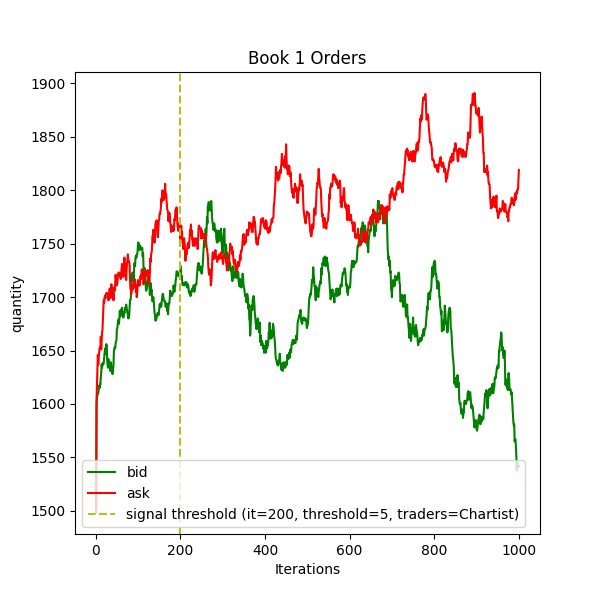 Book 1 Orders
1900
1850
1800
1750
1700
1650
1600
1550
1500
quantity
bid
ask
signal threshold (it=200, threshold=5, traders=Chartist)
0 200 400 600 800 1000
Iterations